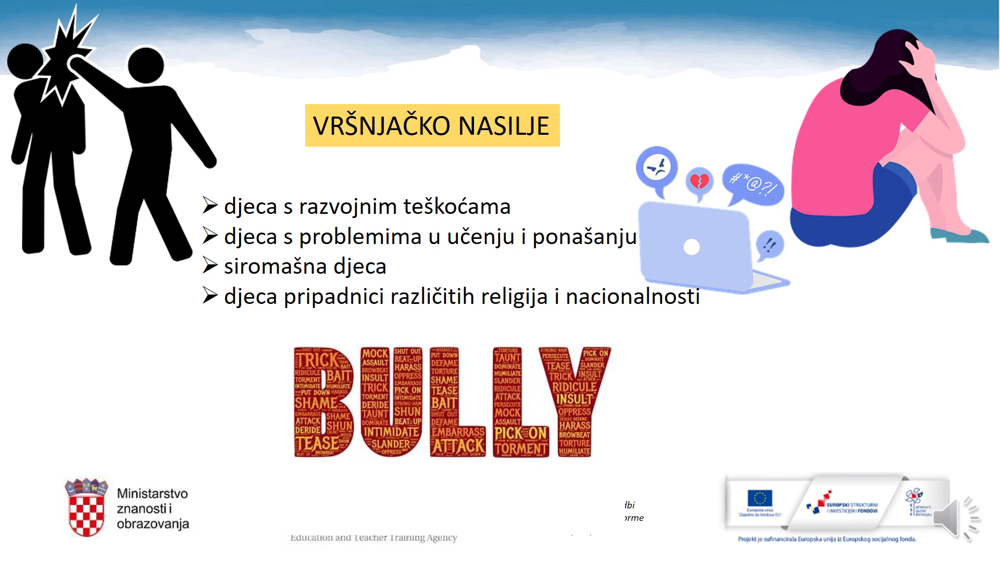 VRŠNJAČKO NASILJE
#*@?!
!!
djeca s razvojnim teškoćama
djeca s problemima u učenju i ponašanju
siromašna djeca
djeca pripadnici različitih religija i nacionalnosti
BULLY
TRICK
RIDICULE BAIT
TORMENT
INTIMIDATE HUMILIATE
PUT DOWN HARASS
SHAME
EMBARRASS
ATTACK SHAME
DERIDE SHUN
TEASE
MOCK SHUT OUT
ASSAULT BEAT-UP
BROWBEAT HARASS
INSULT OPPRESS
TRICK EMBARRASS
PICK ON
TORMENT INTIMIDATE
DERIDE STRONG-ARM
TAUNT SHUN
DOMINATE BEAT-UP
INTIMIDATE
SLANDER
OPPRESS
ASSAULT
PUT DOWN
DEFAME
TORTURE
SHAME
TEASE
BAIT
SHUT OUT
DEFAME
EMBARRASS
ATTACK
TORTURE
TAUNT
DOMINATE
HUMILIATE
SLANDER
RIDICULE
ATTACK
PERSECUTE
MOCK
ASSAULT
PICK-ON
TORMENT
STRONG-ARM PICK ON
PERSECUTE DOMINATE
TEASE SLANDER
TRICK INSULT
RIDICULE
INSULT
OPPRESS
DERIDE DEFAME
HARASS
BROWBEAT
TORTURE
HUMILIATE
Ministarstvo
znanosti i
obrazovanja
Education and Teacher Training Agency
dbi
orme
Europska unija
"Zajedno do fondova EU"
EUROPSKI STRUKTURNI
I INVESTICIJSKI FONDOVI
ESF
UČINKOVITI
LJUDSKI
POTENCIJALI
Projekt je sufinancirala Europska unija iz Europskog socijalnog fonda.